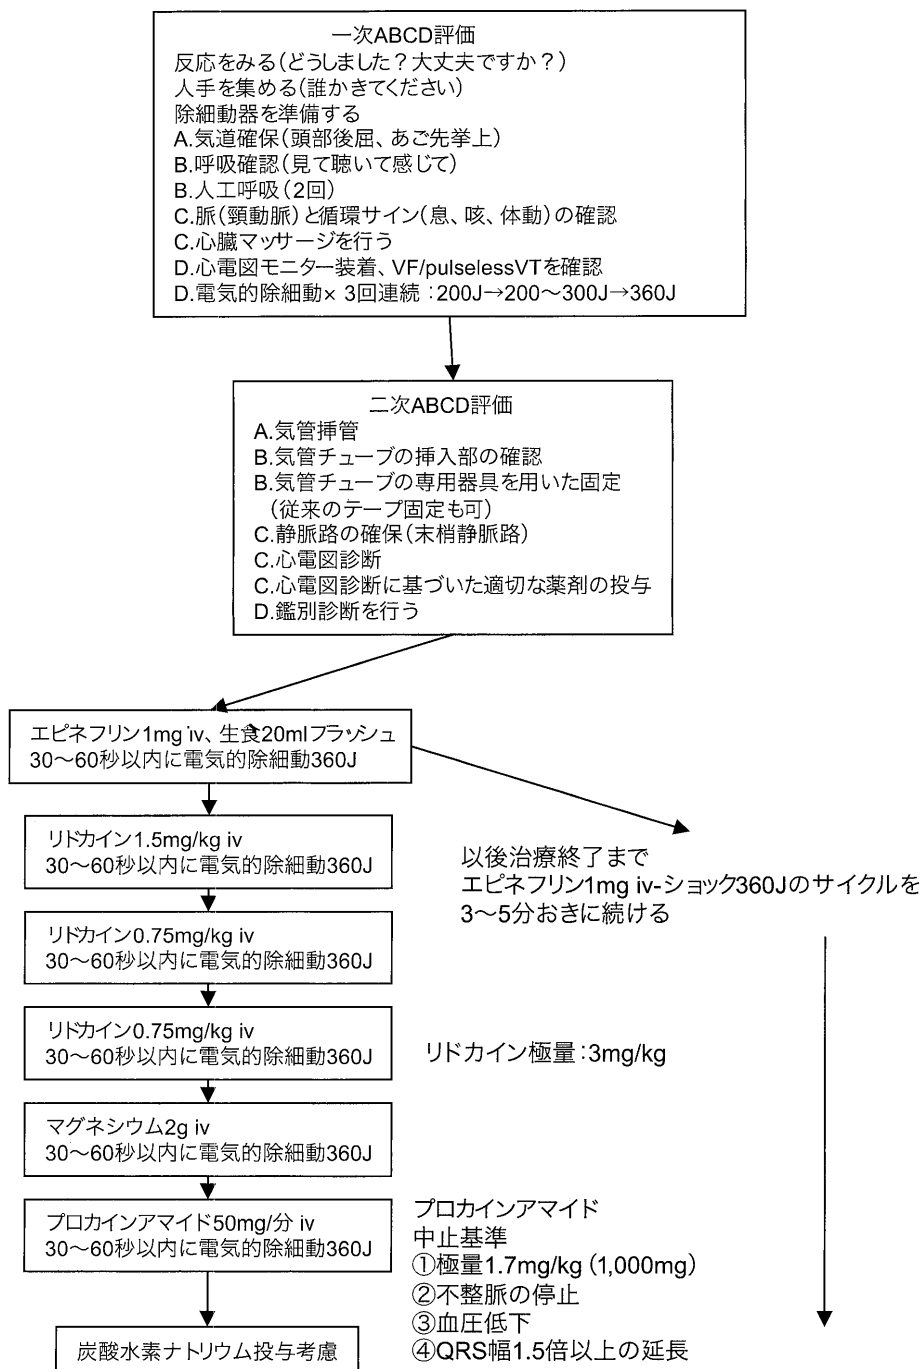 一次ABCD評価
反応をみる(どうしました?大丈夫ですか?)
人手を集める(誰かきてください)
除細動器を準備する
A.気道確保(頭部後屈、あご先挙上)
B.呼吸確認(見て聴いて感じて)
B.人工呼吸(2回)
C.脈(頸動脈)と循環サイン(息、咳、体動)の確認
C.心臓マッサージを行う
D.心電図モニター装着、VF/pulselessVTを確認
D.電気的除細動× 3回連続:200J→200~300J→360J
二次ABCD評価
A.気管挿管
B.気管チューブの挿入部の確認
B.気管チューブの専用器具を用いた固定
(従来のテープ固定も可)
C.静脈路の確保(末梢静脈路)
C.心電図診断
C.心電図診断に基づいた適切な薬剤の投与
D.鑑別診断を行う
エピネフリン1mg iv、生食20mlフラッシュ
30~60秒以内に電気的除細動360J
リドカイン1.5mg/kg iv
30~60秒以内に電気的除細動360J
以後治療終了まで
エピネフリン1mg iv-ショック360Jのサイクルを
3~5分おきに続ける
リドカイン0.75mg/kg iv
30~60秒以内に電気的除細動360J
リドカイン0.75mg/kg iv
30~60秒以内に電気的除細動360J
リドカイン極量:3mg/kg
マグネシウム2g iv
30~60秒以内に電気的除細動360J
プロカインアマイド50mg/分 iv
30~60秒以内に電気的除細動360J
プロカインアマイド
中止基準
①極量1.7mg/kg (1,000mg)
②不整脈の停止
③血圧低下
④QRS幅1.5倍以上の延長
炭酸水素ナトリウム投与考慮